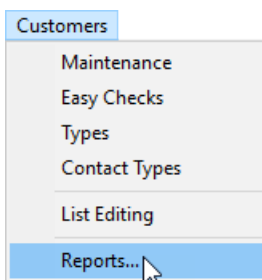 Customers
Maintenance
Easy Checks
Types
Contact Types
List Editing
Reports...